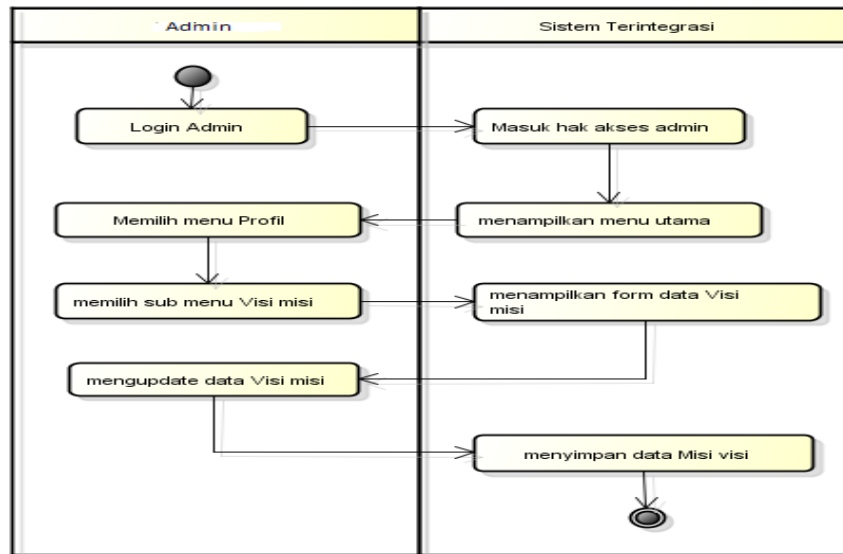 Admin
Sistem Terintegrasi
Login Admin
Masuk hak akses admin
Memilih menu Profil
menampilkan menu utama
memilih sub menu Visi misi
menampilkan form data Visi
misi
mengupdate data Visi misi
menyimpan data Misi visi